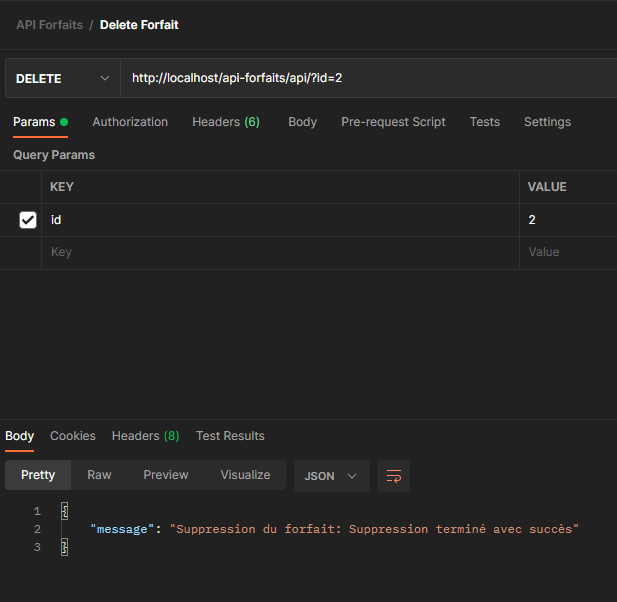 API Forfaits / Delete Forfait
DELETE http://localhost/api-forfaits/api/?id=2
Params Authorization Headers (6) Body Pre-request Script Tests Settings
Query Params
KEY VALUE
id 2
Key Value
Body Cookies Headers (8) Test Results
Pretty Raw Preview Visualize JSON
1 {
2 "message": "Suppression du forfait: Suppression terminé avec succès"
3 }